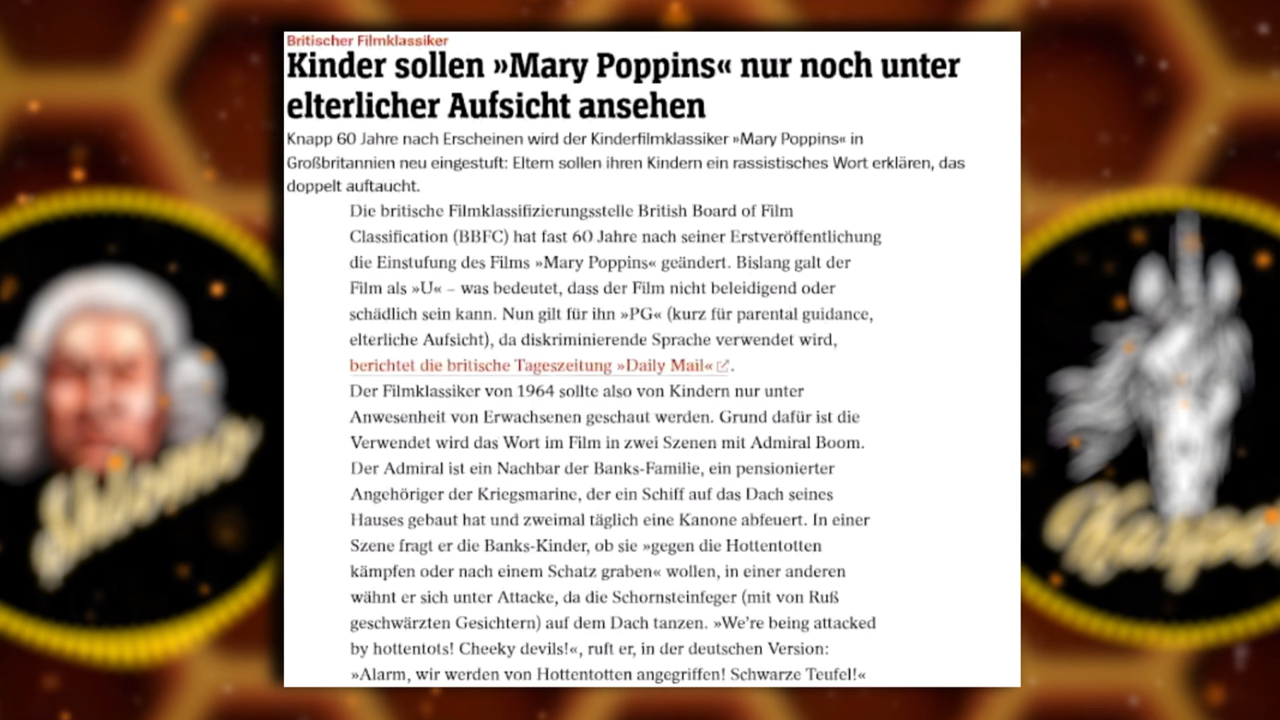 Britischer Filmklassiker
Kinder sollen »Mary Poppins« nur noch unter
elterlicher Aufsicht ansehen
Knapp 60 Jahre nach Erscheinen wird der Kinderfilmklassiker »Mary Poppins« in
Großbritannien neu eingestuft: Eltern sollen ihren Kindern ein rassistisches Wort erklären, das
doppelt auftaucht.
Die britische Filmklassifizierungsstelle British Board of Film
Classification (BBFC) hat fast 60 Jahre nach seiner Erstveröffentlichung
die Einstufung des Films »Mary Poppins« geändert. Bislang galt der
Film als »U« – was bedeutet, dass der Film nicht beleidigend oder
schädlich sein kann. Nun gilt für ihn »PG« (kurz für parental guidance,
elterliche Aufsicht), da diskriminierende Sprache verwendet wird,
berichtet die britische Tageszeitung »Daily Mail«.
Der Filmklassiker von 1964 sollte also von Kindern nur unter
Anwesenheit von Erwachsenen geschaut werden. Grund dafür ist die
Verwendet wird das Wort im Film in zwei Szenen mit Admiral Boom.
Der Admiral ist ein Nachbar der Banks-Familie, ein pensionierter
Angehöriger der Kriegsmarine, der ein Schiff auf das Dach seines
Hauses gebaut hat und zweimal täglich eine Kanone abfeuert. In einer
Szene fragt er die Banks-Kinder, ob sie »gegen die Hottentotten
kämpfen oder nach einem Schatz graben« wollen, in einer anderen
wähnt er sich unter Attacke, da die Schornsteinfeger (mit von Ruß
geschwärzten Gesichtern) auf dem Dach tanzen. »We're being attacked
by hottentots! Cheeky devils!«, ruft er, in der deutschen Version:
»Alarm, wir werden von Hottentotten angegriffen! Schwarze Teufel!«